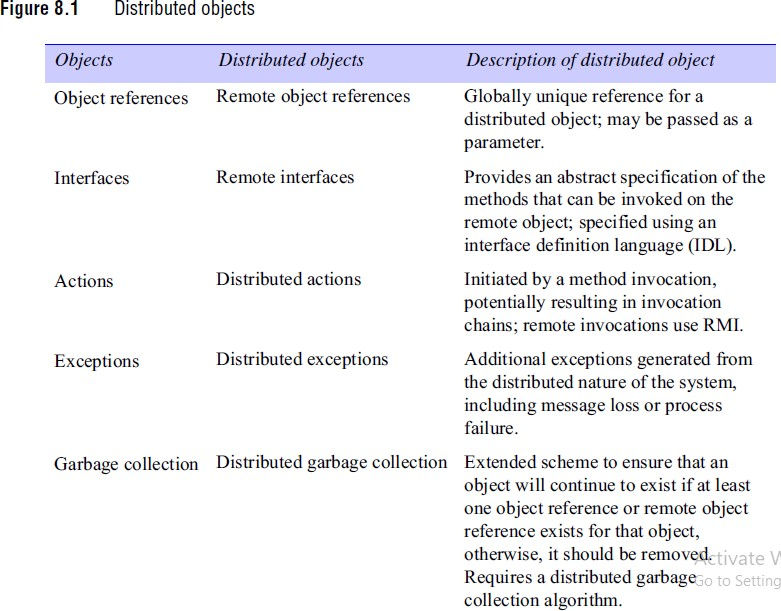 Figure 8.1 Distributed objects
Objects Distributed objects Description of distributed object
Object references Remote object references Globally unique reference for a
distributed object; may be passed as a
parameter.
Interfaces Remote interfaces Provides an abstract specification of the
methods that can be invoked on the
remote object; specified using an
interface definition language (IDL).
Actions Distributed actions Initiated by a method invocation,
potentially resulting in invocation
chains; remote invocations use RMI.
Exceptions Distributed exceptions Additional exceptions generated from
the distributed nature of the system,
including message loss or process
failure.
Garbage collection Distributed garbage collection Extended scheme to ensure that an
object will continue to exist if at least
one object reference or remote object
reference exists for that object,
otherwise, it should be removed.
Activate W
Requires a distributed garbage
Go to Setting
collection algorithm.